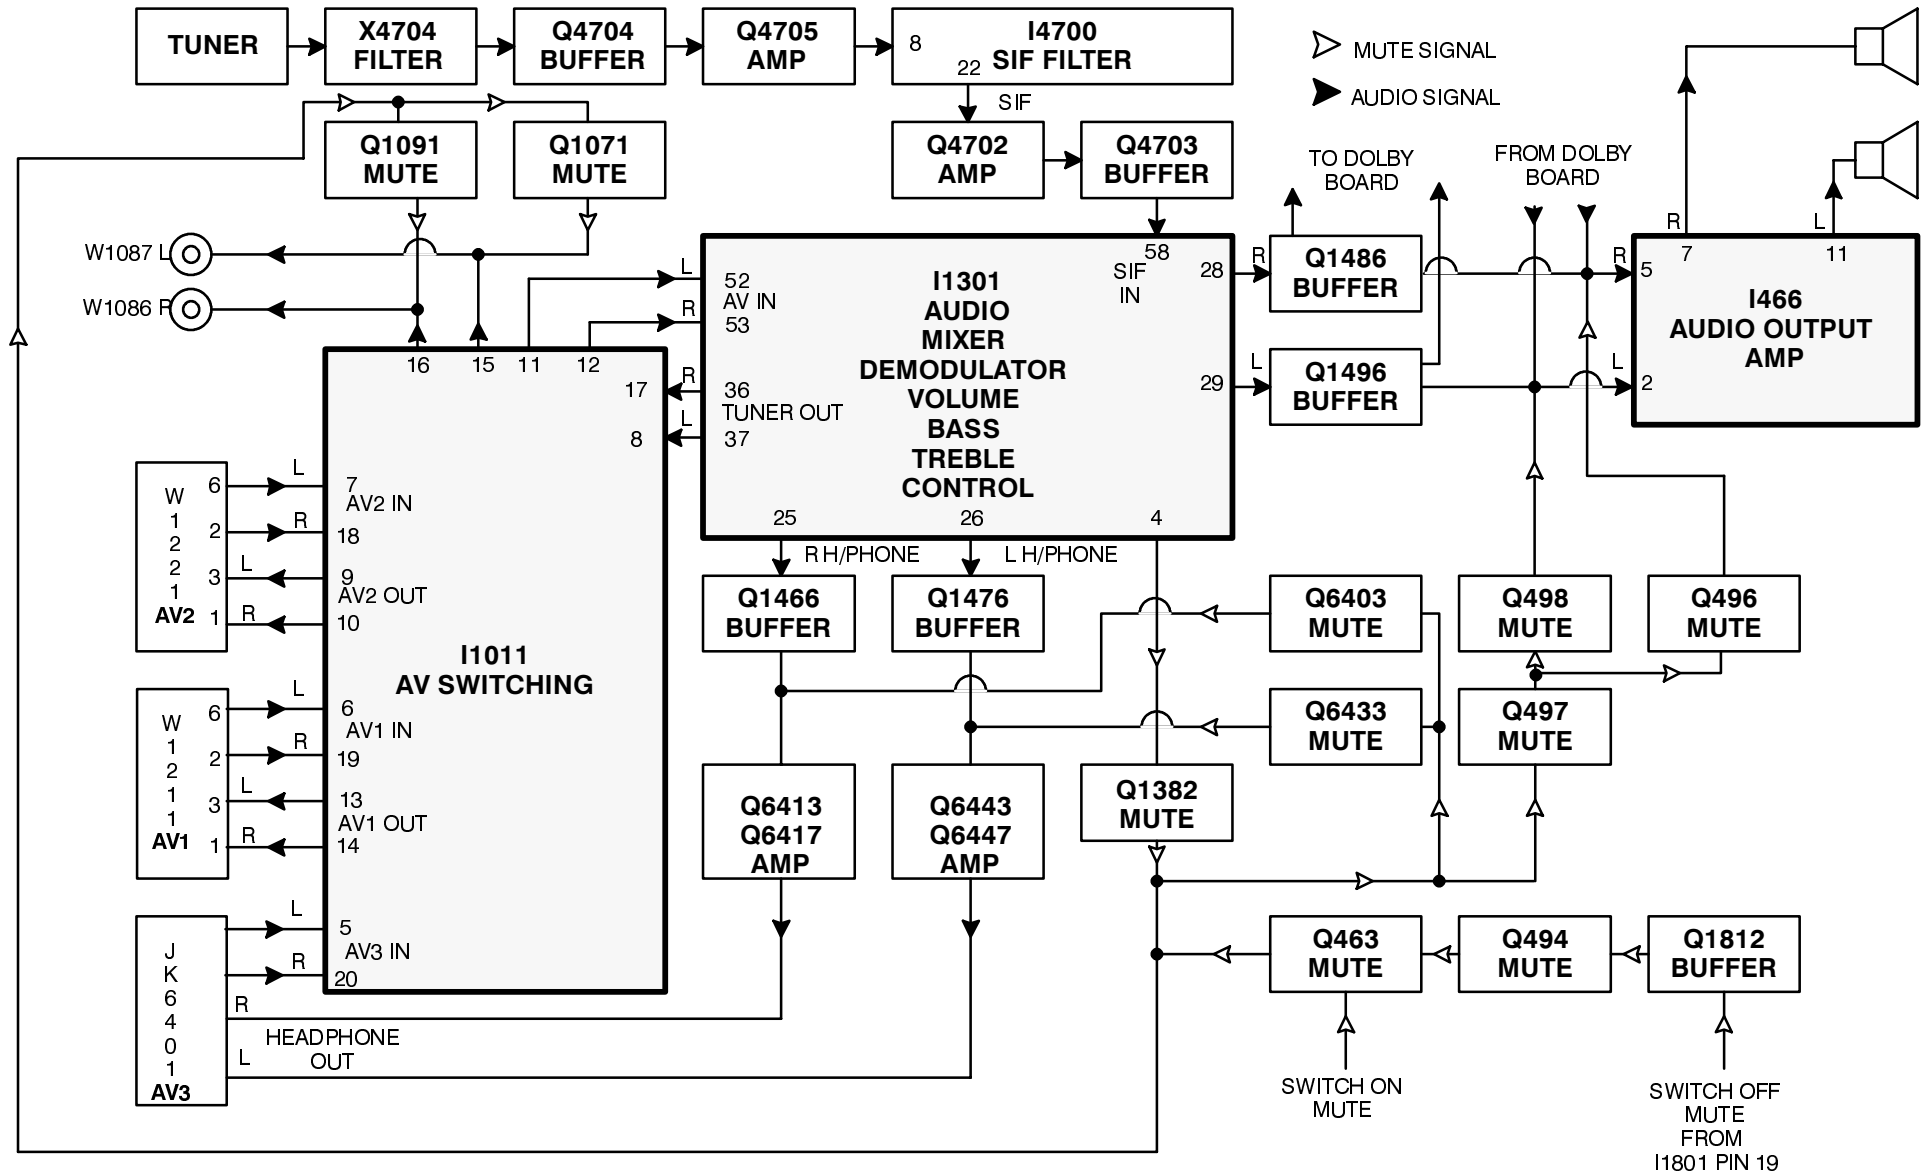 TUNER
X4704
FILTER
Q4704
BUFFER
Q4705
AMP
8
I4700
SIF FILTER
22
SIF
MUTE SIGNAL
AUDIO SIGNAL
Q1091
MUTE
Q1071
MUTE
Q4702
AMP
Q4703
BUFFER
TO DOLBY
BOARD
FROM DOLBY
BOARD
W1087 L
W1086 R
16
15
11
12
17
8
L
R
R
L
52
AV IN
53
36
TUNER OUT
37
58
SIF
IN
28
29
I1301
AUDIO
MIXER
DEMODULATOR
VOLUME
BASS
TREBLE
CONTROL
25
26
4
R
L
Q1486
BUFFER
Q1496
BUFFER
R
L
R
L
7
11
5
2
I466
AUDIO OUTPUT
AMP
W
1
2
2
1
AV2
6
2
3
1
L
R
L
R
7
AV2 IN
18
9
AV2 OUT
10
I1011
AV SWITCHING
W
1
2
1
1
AV1
6
2
3
1
L
R
L
R
6
AV1 IN
19
13
AV1 OUT
14
J
K
6
4
0
1
AV3
L
R
5
AV3 IN
20
R
HEADPHONE
OUT
L
R H/PHONE
L H/PHONE
Q1466
BUFFER
Q1476
BUFFER
Q6403
MUTE
Q498
MUTE
Q496
MUTE
Q6433
MUTE
Q497
MUTE
Q6413
Q6417
AMP
Q6443
Q6447
AMP
Q1382
MUTE
Q463
MUTE
Q494
MUTE
Q1812
BUFFER
SWITCH ON
MUTE
SWITCH OFF
MUTE
FROM
I1801 PIN 19